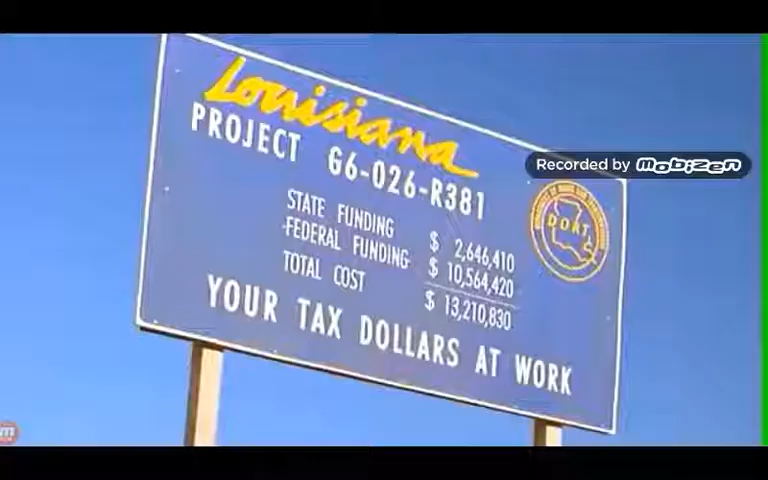 Louisiana
PROJECT G6-026-R381
STATE FUNDING $ 2,646,410
-FEDERAL FUNDING $ 10,564,420
TOTAL COST $ 13,210,830
YOUR TAX DOLLARS AT WORK
DOKT
Recorded by mobizen